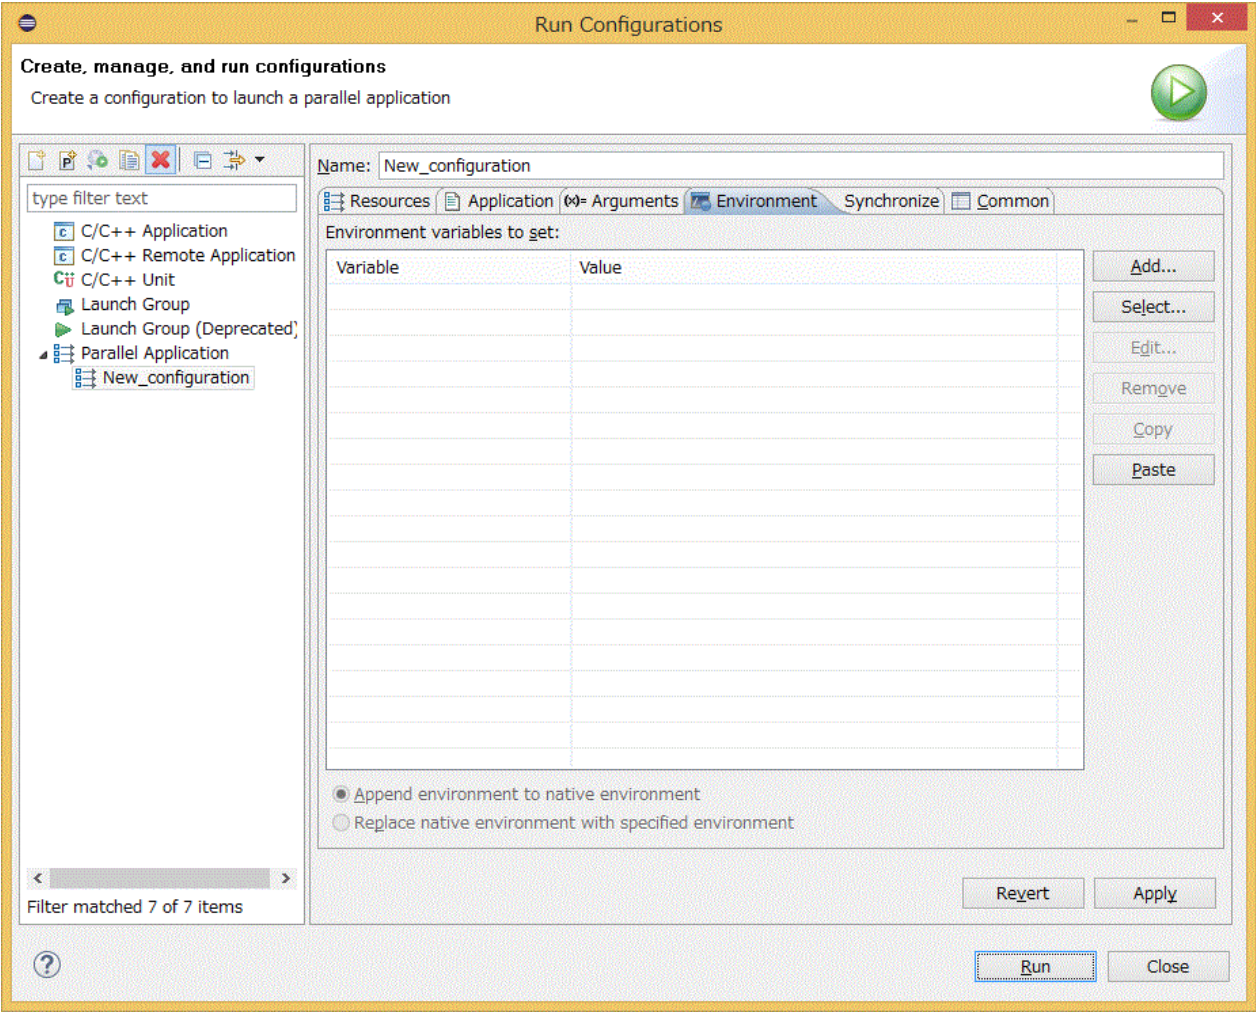 Run Configurations
Create, manage, and run configurations
Create a configuration to launch a parallel application
type filter text
C/C++ Application
C/C++ Remote Application
C/C++ Unit
Launch Group
Launch Group (Deprecated)
Parallel Application
New_configuration
Filter matched 7 of 7 items
Name: New_configuration
Resources Application Arguments Environment Synchronize Common
Environment variables to set:
Variable Value
Add...
Select...
Edit...
Remove
Copy
Paste
Append environment to native environment
Replace native environment with specified environment
Revert Apply
Run Close